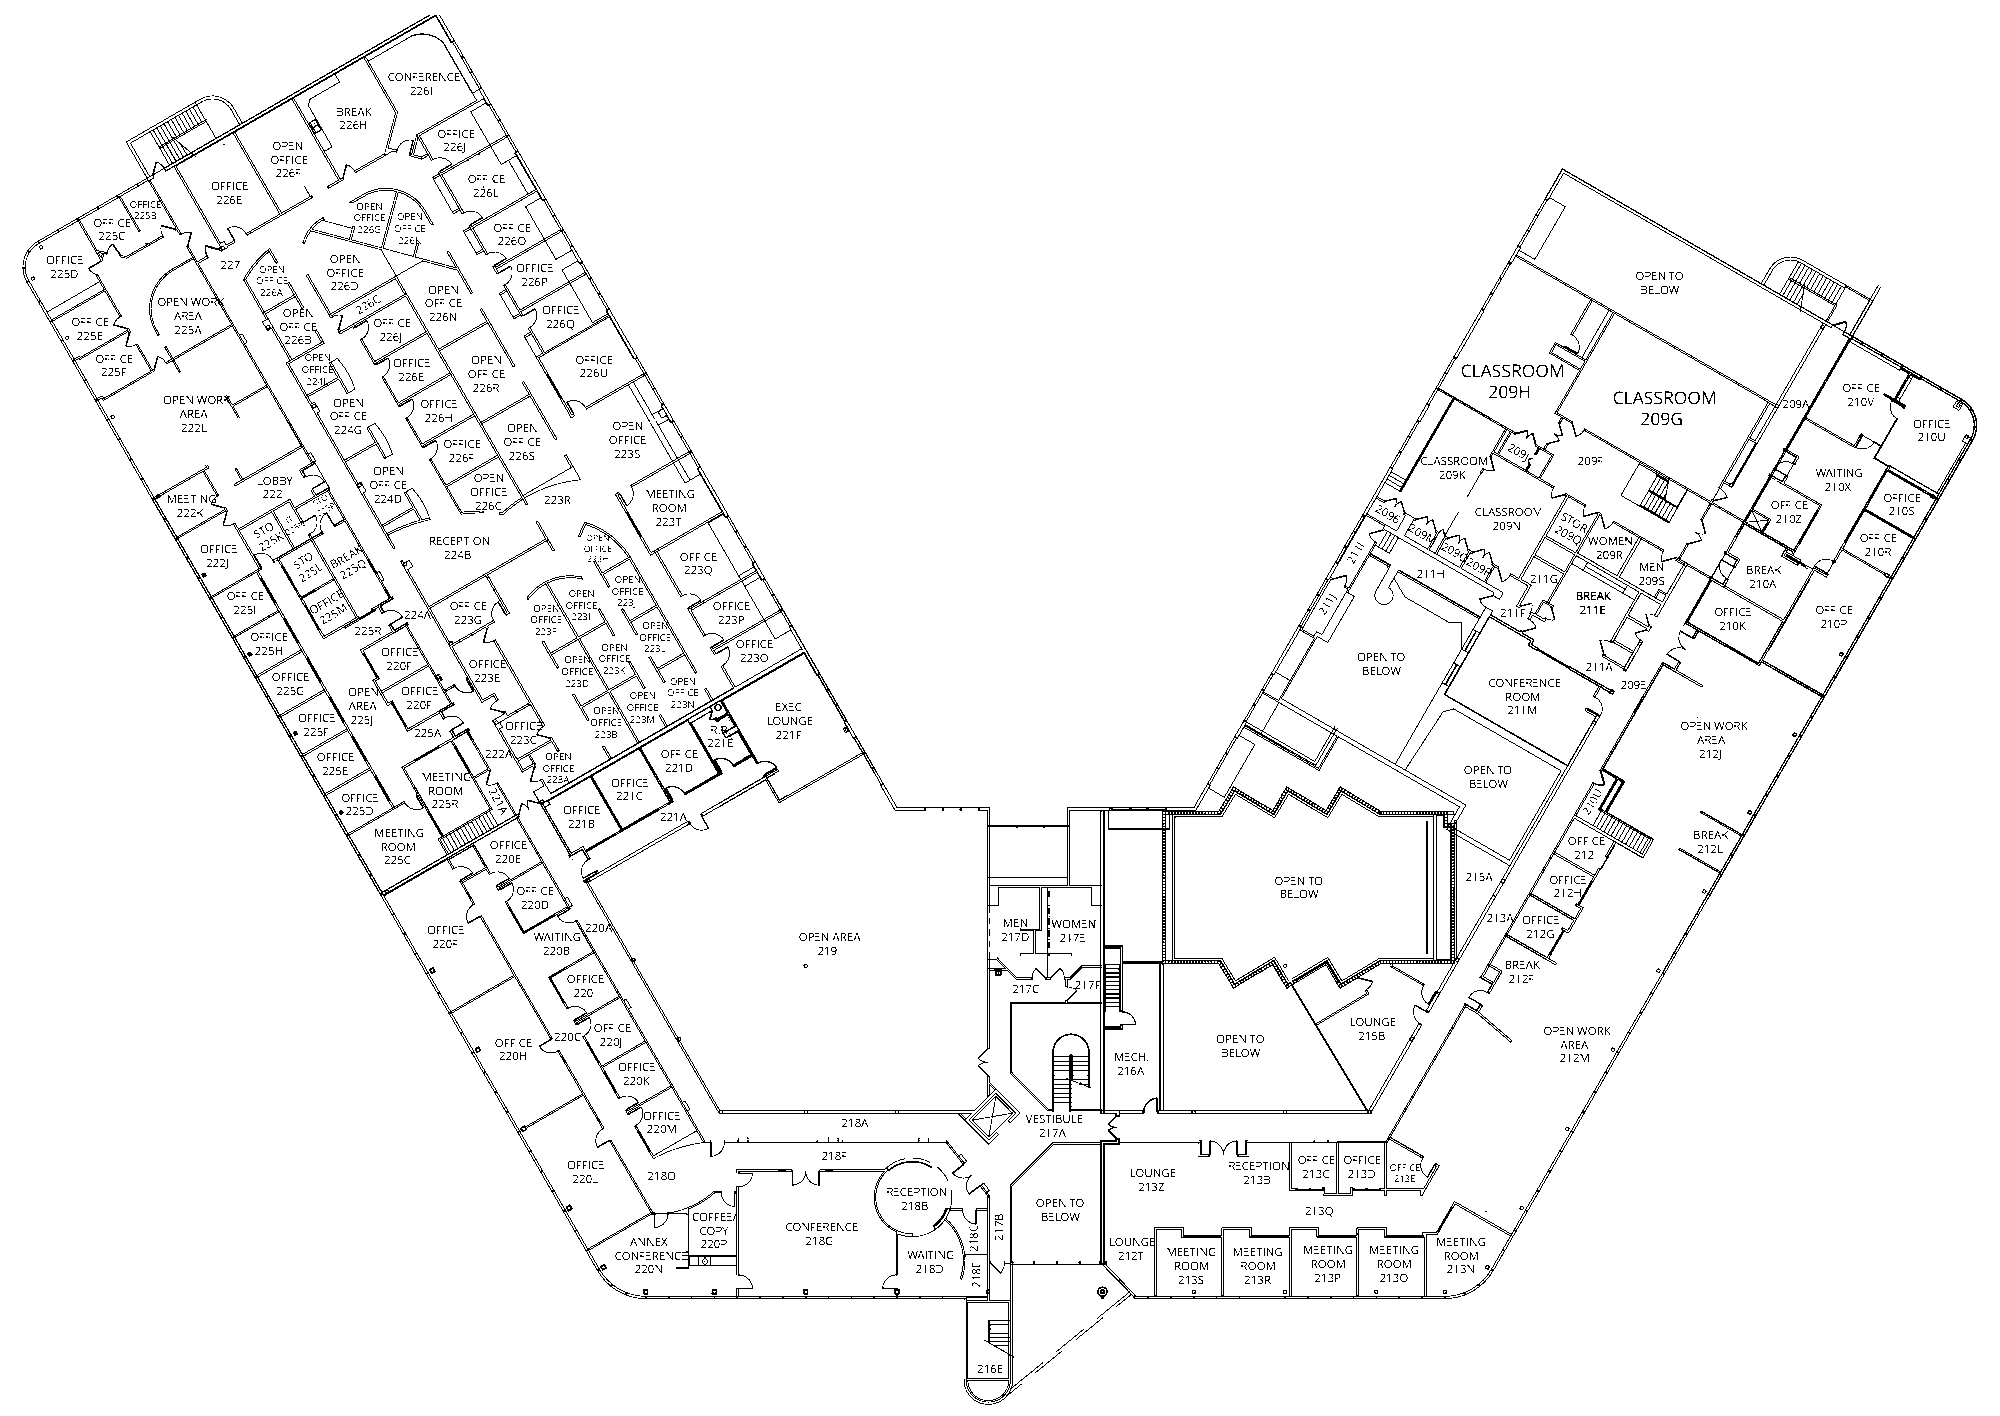 CONFERENCE
226I
BREAK
226H
OFFICE
226J
OPEN
OFFICE
226F
OFFICE
226E
OFFICE
226L
OFFICE
225B
OFFICE
225C
OPEN
OFFICE
226G
OPEN
OFFICE
OFFICE
226O
OFFICE
225D
227
OPEN
OFFICE
226A
OPEN
OFFICE
226D
OFFICE
226P
226C
OPEN
OFFICE
226N
OPEN WORK
AREA
225A
OPEN
OFFICE
226B
OFFICE
226J
OFFICE
226Q
OFFICE
225E
OFFICE
225F
OPEN
OFFICE
OFFICE
226E
OPEN
OFFICE
226R
OFFICE
226U
OPEN WORK
AREA
222L
OPEN
OFFICE
224G
OFFICE
226H
OPEN
OFFICE
226S
OPEN
OFFICE
223S
OFFICE
226F
LOBBY
222
OPEN
OFFICE
224D
OPEN
OFFICE
226C
223R
MEETING
ROOM
223T
MEETING
222K
STO
225K
OFFICE
222J
STO
225L
BREAK
225Q
RECEPTION
224B
OPEN
OFFICE
OFFICE
223Q
OFFICE
225I
OFFICE
225M
224A
225R
OFFICE
223G
OPEN
OFFICE
223F
OPEN
OFFICE
223I
OPEN
OFFICE
223J
OFFICE
223P
OFFICE
225H
OFFICE
220F
OPEN
OFFICE
223L
OFFICE
223O
OFFICE
225G
OPEN
AREA
225J
OFFICE
220F
OFFICE
223E
OPEN
OFFICE
223D
OPEN
OFFICE
223K
OPEN
OFFICE
223N
OFFICE
225F
225A
222A
OFFICE
223C
OPEN
OFFICE
223B
OPEN
OFFICE
223M
EXEC
LOUNGE
221F
R.R.
221E
OFFICE
225E
OPEN
OFFICE
223A
OFFICE
221D
MEETING
ROOM
225R
221A
OFFICE
221C
OFFICE
225D
OFFICE
221B
221A
MEETING
ROOM
225C
OFFICE
220E
OFFICE
220D
OFFICE
220F
WAITING
220B
220A
OPEN AREA
219
OFFICE
220
220C
OFFICE
220H
OFFICE
220J
OFFICE
220K
OFFICE
220M
OFFICE
220L
218O
218A
218F
ANNEX
CONFERENCE
220N
COFFEE/
COPY
220P
CONFERENCE
218C
RECEPTION
218B
WAITING
218D
218C
218E
217B
216E
MEN
217D
WOMEN
217E
217C
217F
MECH.
216A
VESTIBULE
217A
OPEN TO
BELOW
OPEN TO
BELOW
OPEN TO
BELOW
LOUNGE
215B
215A
213A
LOUNGE
213Z
RECEPTION
213B
OFFICE
213C
OFFICE
213D
OFFICE
213E
213Q
LOUNGE
212T
MEETING
ROOM
213S
MEETING
ROOM
213R
MEETING
ROOM
213P
MEETING
ROOM
213O
MEETING
ROOM
213N
OPEN WORK
AREA
212M
BREAK
212F
OFFICE
212G
OFFICE
212H
OFFICE
212
210U
BREAK
212L
OPEN WORK
AREA
212J
OPEN TO
BELOW
CONFERENCE
ROOM
211M
OPEN TO
BELOW
209E
211A
BREAK
211E
211F
211G
211H
211J
211I
MEN
209S
WOMEN
209R
STOR
209Q
209P
209O
209M
209L
CLASSROOM
209N
CLASSROOM
209K
209J
209F
CLASSROOM
209H
CLASSROOM
209G
OPEN TO
BELOW
209A
OFFICE
210V
OFFICE
210U
WAITING
210X
OFFICE
210Z
OFFICE
210S
OFFICE
210R
BREAK
210A
OFFICE
210K
OFFICE
210P